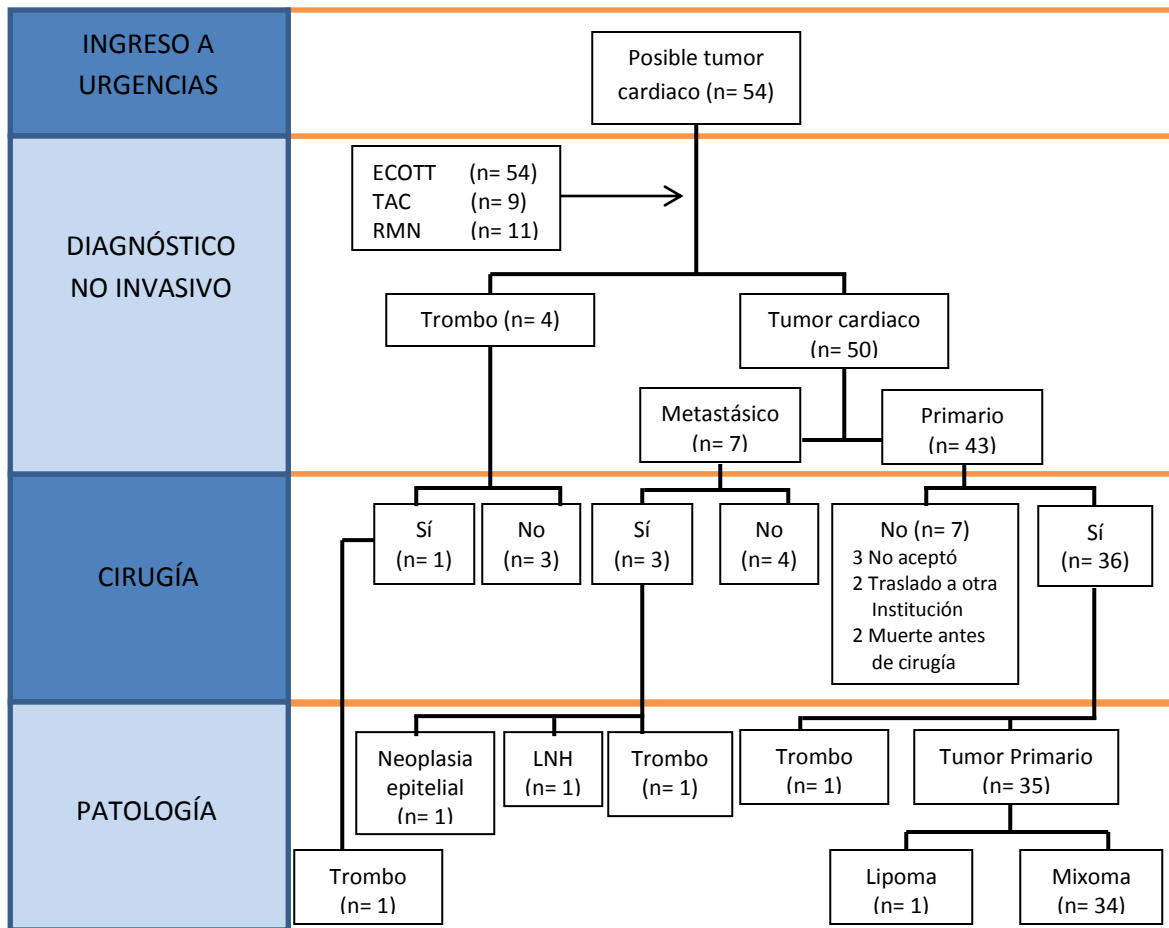 INGRESO A
URGENCIAS
Posible tumor
cardiaco (n= 54)
DIAGNÓSTICO
NO INVASIVO
ECOTT (n= 54)
TAC (n= 9)
RMN (n= 11)
Trombo (n= 4)
Tumor cardiaco
(n= 50)
Metastásico
(n= 7)
Primario
(n= 43)
CIRUGÍA
Sí
(n= 1)
No
(n= 3)
Sí
(n= 3)
No
(n= 4)
No (n= 7)
3 No aceptó
2 Traslado a otra
Institución
2 Muerte antes
de cirugía
Sí
(n= 36)
PATOLOGÍA
Neoplasia
epitelial
(n= 1)
LNH
(n= 1)
Trombo
(n= 1)
Trombo
(n= 1)
Tumor Primario
(n= 35)
Trombo
(n= 1)
Lipoma
(n= 1)
Mixoma
(n= 34)